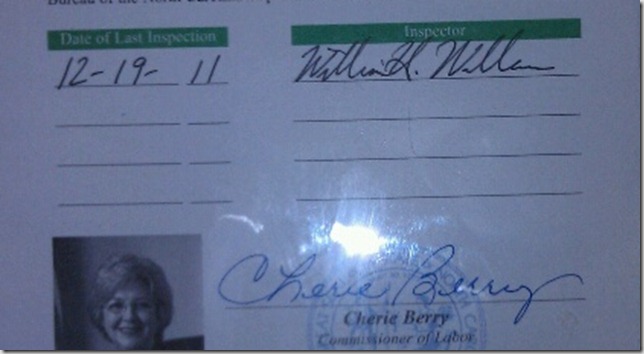 Bureau of the North
Date of Last Inspection Inspector
12-19- 11 William H. Williams
Cherie Berry
Cherie Berry
Commissioner of Labor